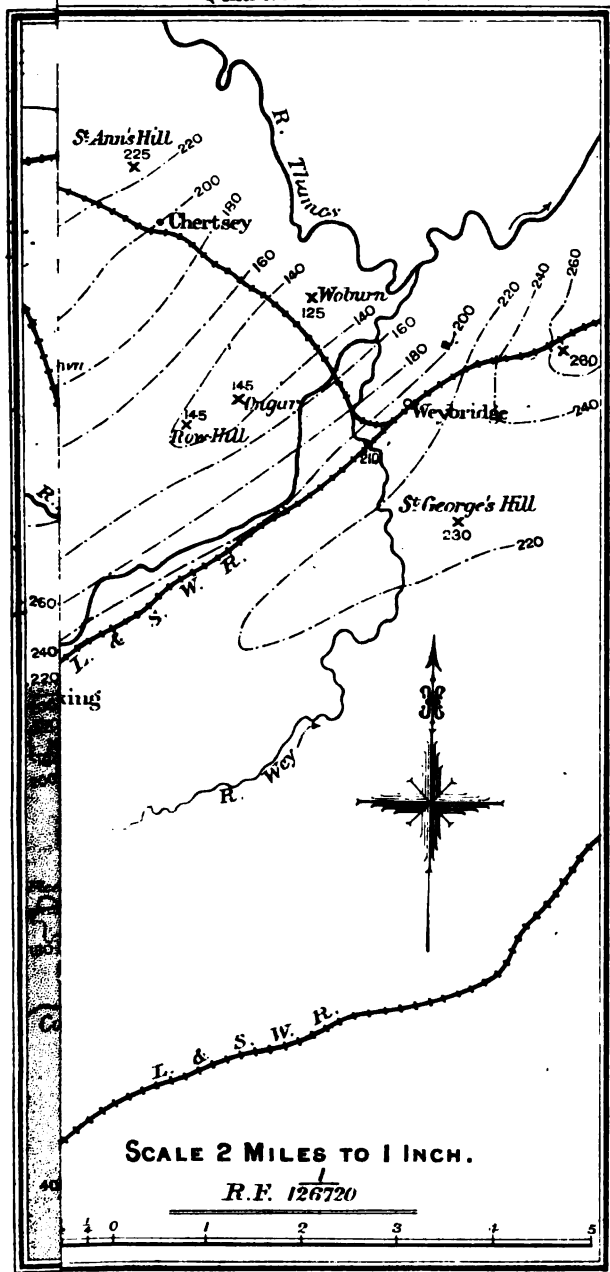 R. Thames
St. Ann's Hill
225
220
200
180
160
140
Chertsey
Woburn
125
140
160
180
200
220
240
260
260
240
145
Ongar
145
Row Hill
Weybridge
210
St. George's Hill
230
220
R.
260
240
220
L. & S. W. R.
king
R. Wey
L. & S. W. R.
SCALE 2 MILES TO 1 INCH.
R.F. 1/126720
1 0 1 2 3 4 5